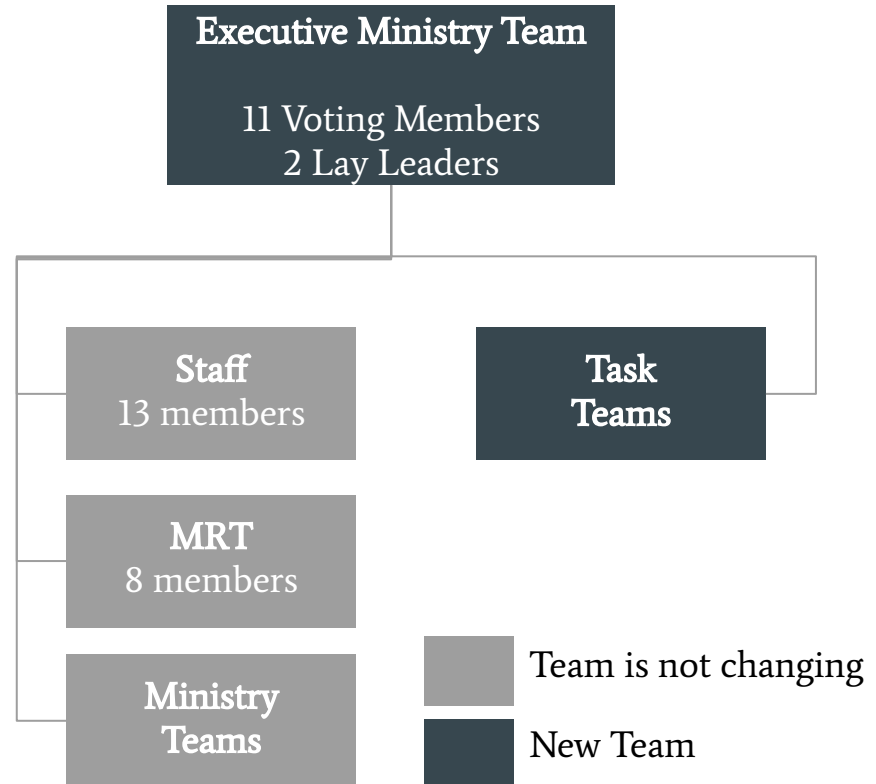 Executive Ministry Team
11 Voting Members
2 Lay Leaders
Staff
13 members
Task
Teams
MRT
8 members
Ministry
Teams
Team is not changing
New Team